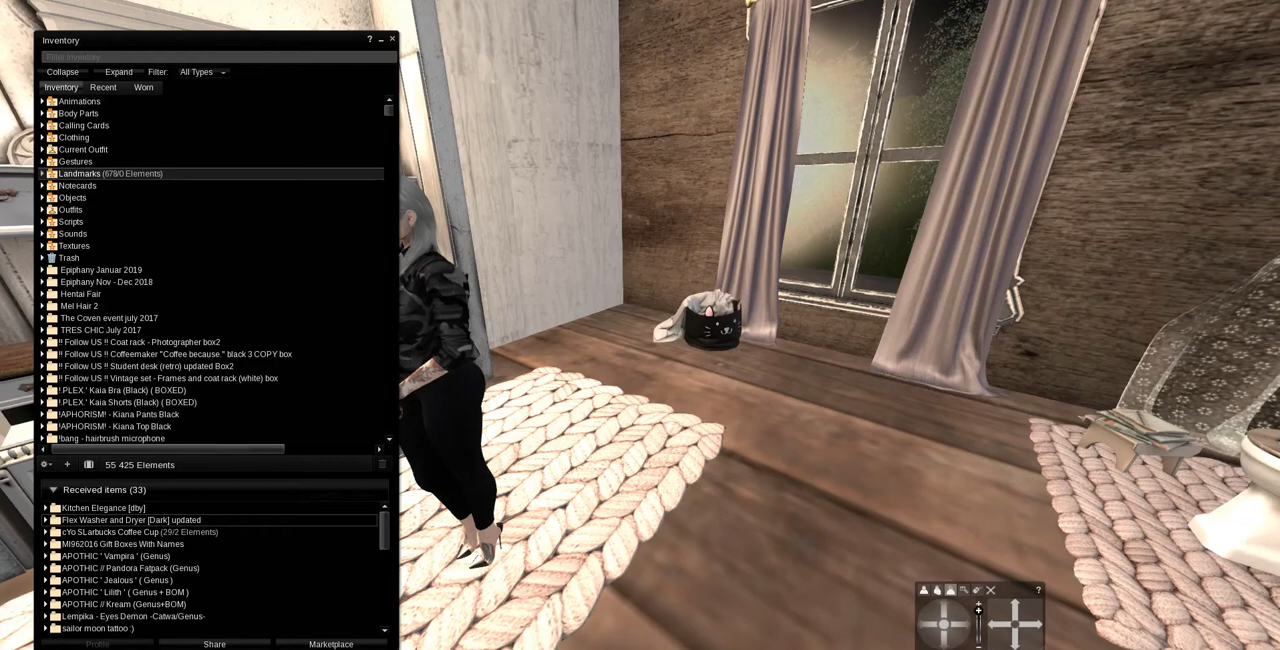 Inventory
?
Filter Inventory
Collapse Expand Filter: All Types
Inventory Recent Worn
Animations
Body Parts
Calling Cards
Clothing
Current Outfit
Gestures
Landmarks (678/0 Elements)
Notecards
Objects
Outfits
Scripts
Sounds
Textures
Trash
Epiphany Januar 2019
Epiphany Nov - Dec 2018
Hentai Fair
Mel Hair 2
The Coven event july 2017
TRES CHIC July 2017
!! Follow US !! Coat rack - Photographer box2
!! Follow US !! Coffeemaker "Coffee because." black 3 COPY box
!! Follow US !! Student desk (retro) updated Box2
!! Follow US !! Vintage set - Frames and coat rack (white) box
! PLEX.' Kaia Bra (Black) ( BOXED)
! PLEX.' Kaia Shorts (Black) ( BOXED)
!APHORISM! - Kiana Pants Black
!APHORISM! - Kiana Top Black
!bang - hairbrush microphone
55 425 Elements
Received items (33)
Kitchen Elegance [dby]
Flex Washer and Dryer [Dark] updated
cYo SLarbucks Coffee Cup (29/2 Elements)
MI962016 Gift Boxes With Names
APOTHIC ' Vampira ' (Genus)
APOTHIC // Pandora Fatpack (Genus)
APOTHIC ' Jealous ' ( Genus )
APOTHIC ' Lilith ' ( Genus + BOM )
APOTHIC // Kream (Genus+BOM)
Lempika - Eyes Demon -Catwa/Genus-
sailor moon tattoo :)
Profile Share Marketplace
?